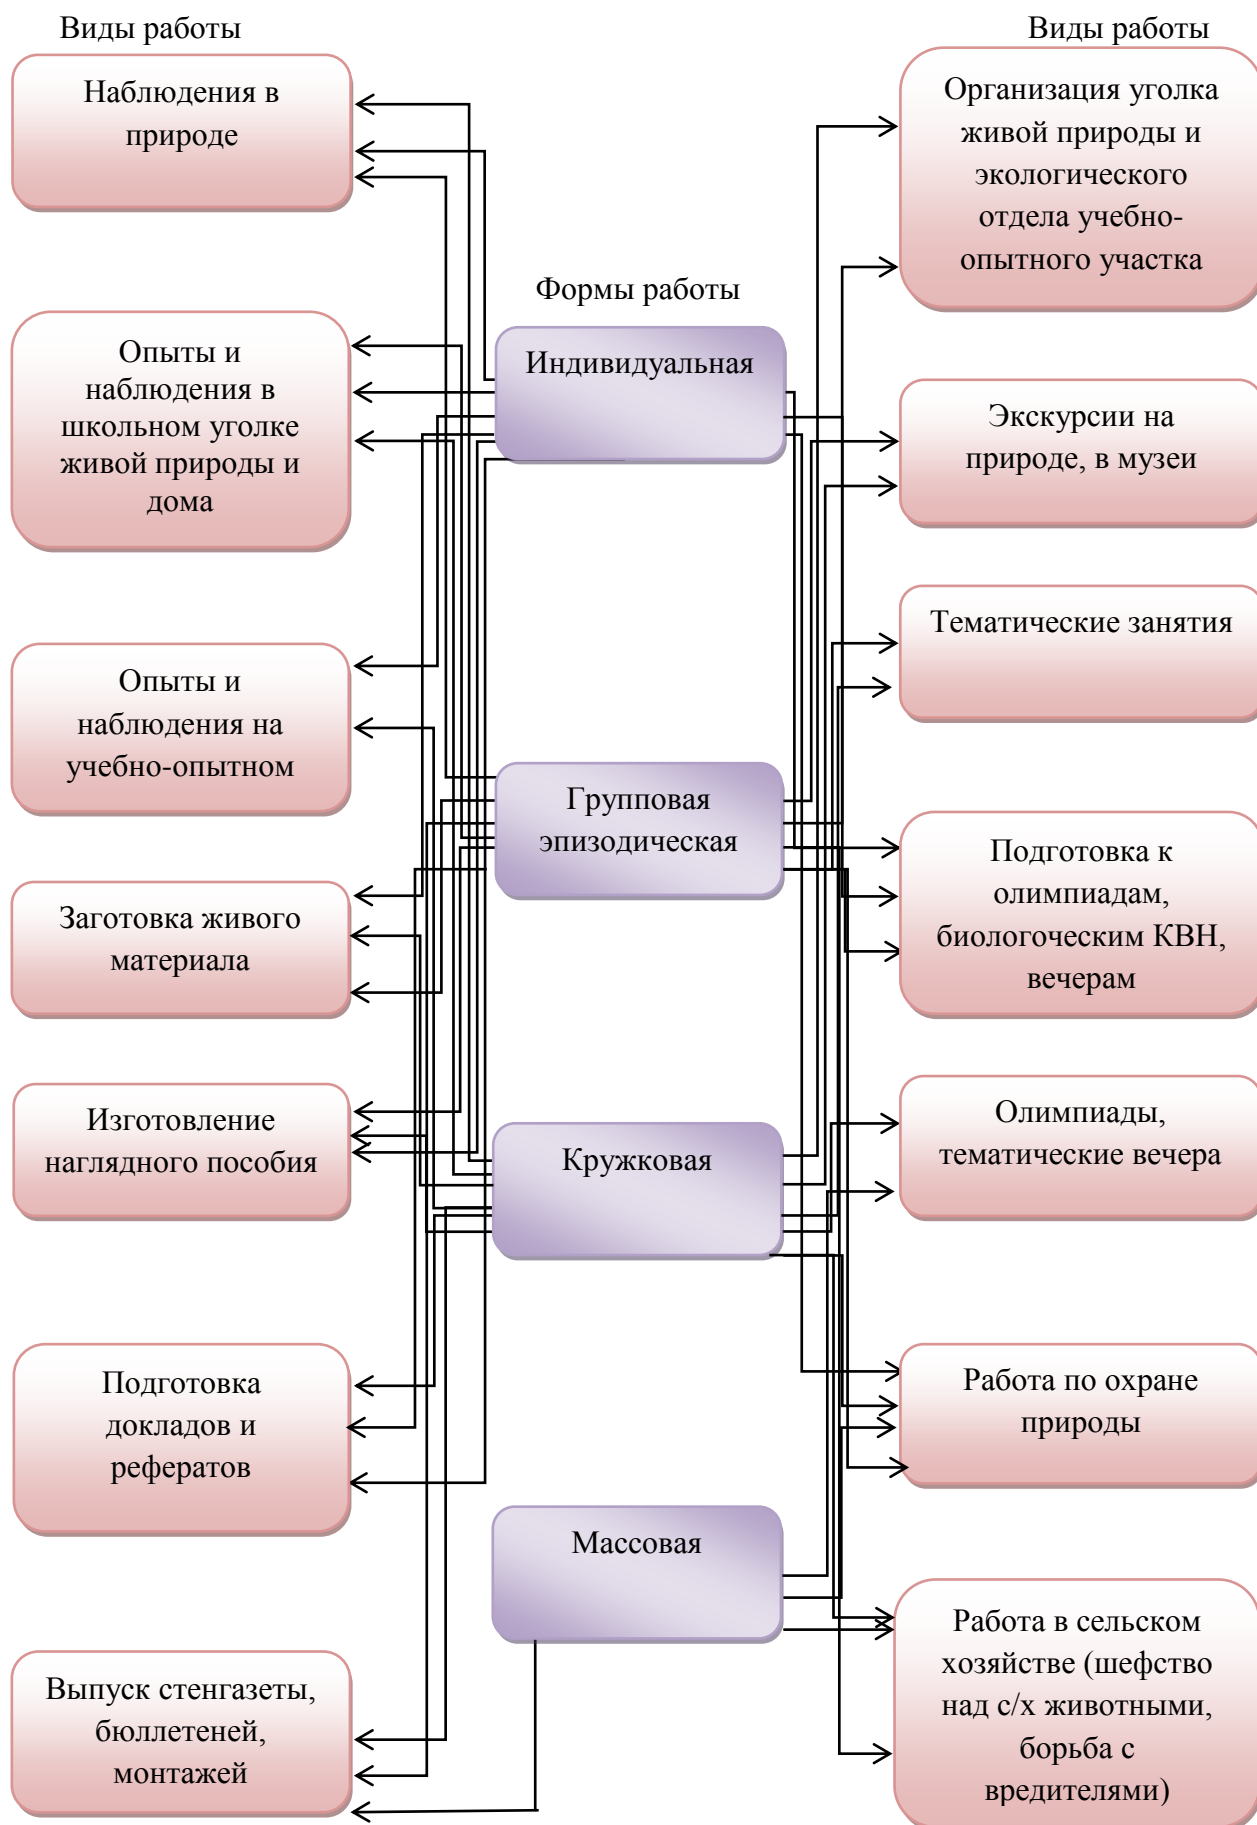 Виды работы
Наблюдения в
природе
Опыты и
наблюдения в
школьном уголке
живой природы и
дома
Опыты и
наблюдения на
учебно-опытном
Заготовка живого
материала
Изготовление
наглядного пособия
Подготовка
докладов и
рефератов
Выпуск стенгазеты,
бюллетеней,
монтажей
Формы работы
Индивидуальная
Групповая
эпизодическая
Кружковая
Массовая
Виды работы
Организация уголка
живой природы и
экологического
отдела учебно-
опытного участка
Экскурсии на
природе, в музеи
Тематические занятия
Подготовка к
олимпиадам,
биологоческим КВН,
вечерам
Олимпиады,
тематические вечера
Работа по охране
природы
Работа в сельском
хозяйстве (шефство
над с/х животными,
борьба с
вредителями)